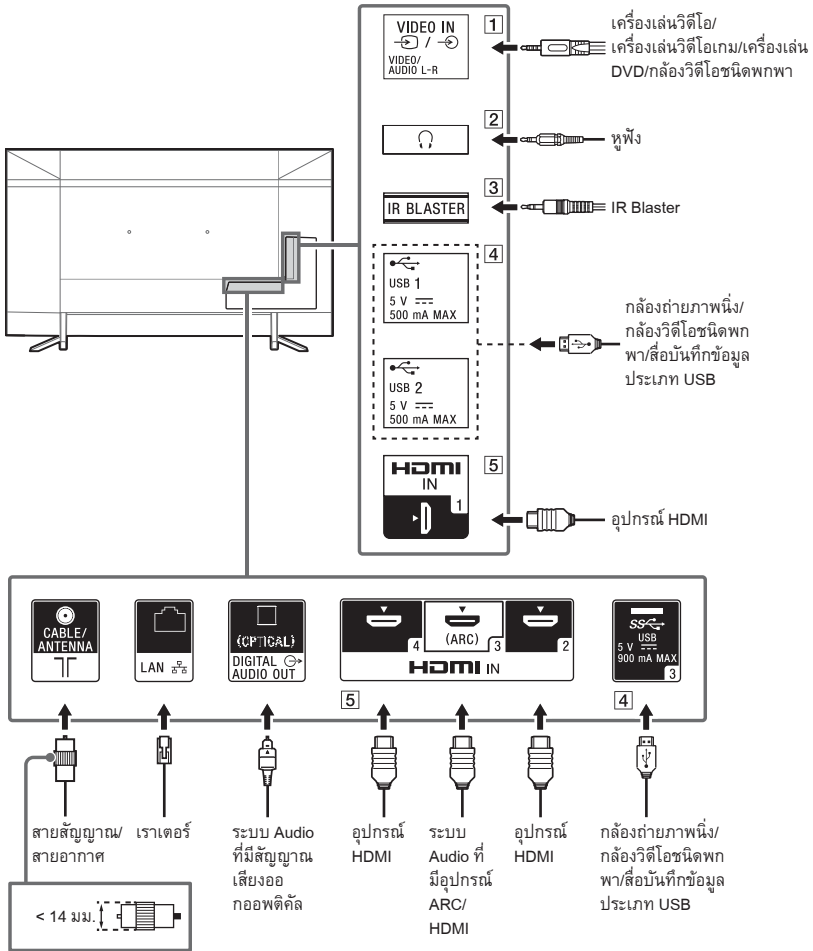 VIDEO IN
1
/
VIDEO/
AUDIO L-R
เครื่องเล่นวิดีโอ/
เครื่องเล่นวิดีโอเกม/เครื่องเล่น
DVD/กล้องวิดีโอชนิดพกพา
2
หูฟัง
3
IR BLASTER
IR Blaster
4
USB 1
5 V
500 mA MAX
USB 2
5 V
500 mA MAX
กล้องถ่ายภาพนิ่ง/
กล้องวิดีโอชนิดพก
พา/สื่อบันทึกข้อมูล
ประเภท USB
5
HDMI
IN
1
อุปกรณ์ HDMI
CABLE/
ANTENNA
LAN
(OPTICAL)
DIGITAL
AUDIO OUT
4
(ARC)
3
2
HDMI IN
5
SS
USB
5 V
900 mA MAX
3
4
สายสัญญาณ/
สายอากาศ
เราเตอร์
ระบบ Audio
ที่มีสัญญาณ
เสียงออ
กออพติคัล
อุปกรณ์
HDMI
ระบบ
Audio ที่
มีอุปกรณ์
ARC/
HDMI
อุปกรณ์
HDMI
กล้องถ่ายภาพนิ่ง/
กล้องวิดีโอชนิดพก
พา/สื่อบันทึกข้อมูล
ประเภท USB
< 14 มม.